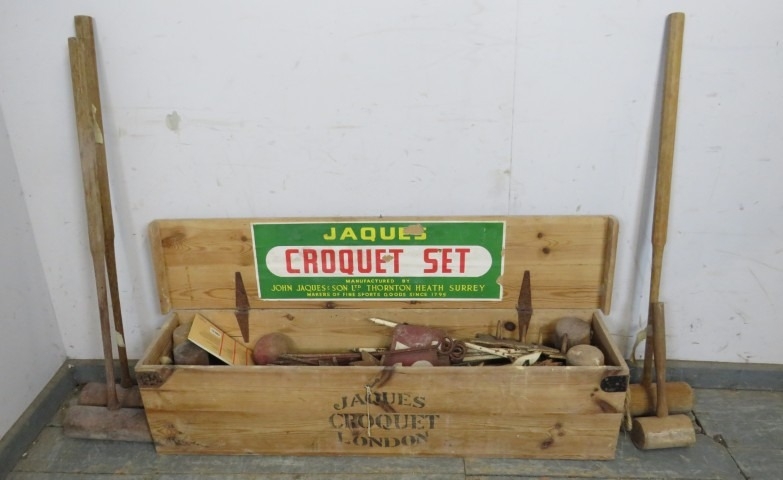 JAQUES
CROQUET SET
MANUFACTURED BY
JOHN JAQUES & SON LTD THORNTON HEATH SURREY
MAKERS OF FINE SPORTS GOODS SINCE 1795
JAQUES
CROQUET
LONDON